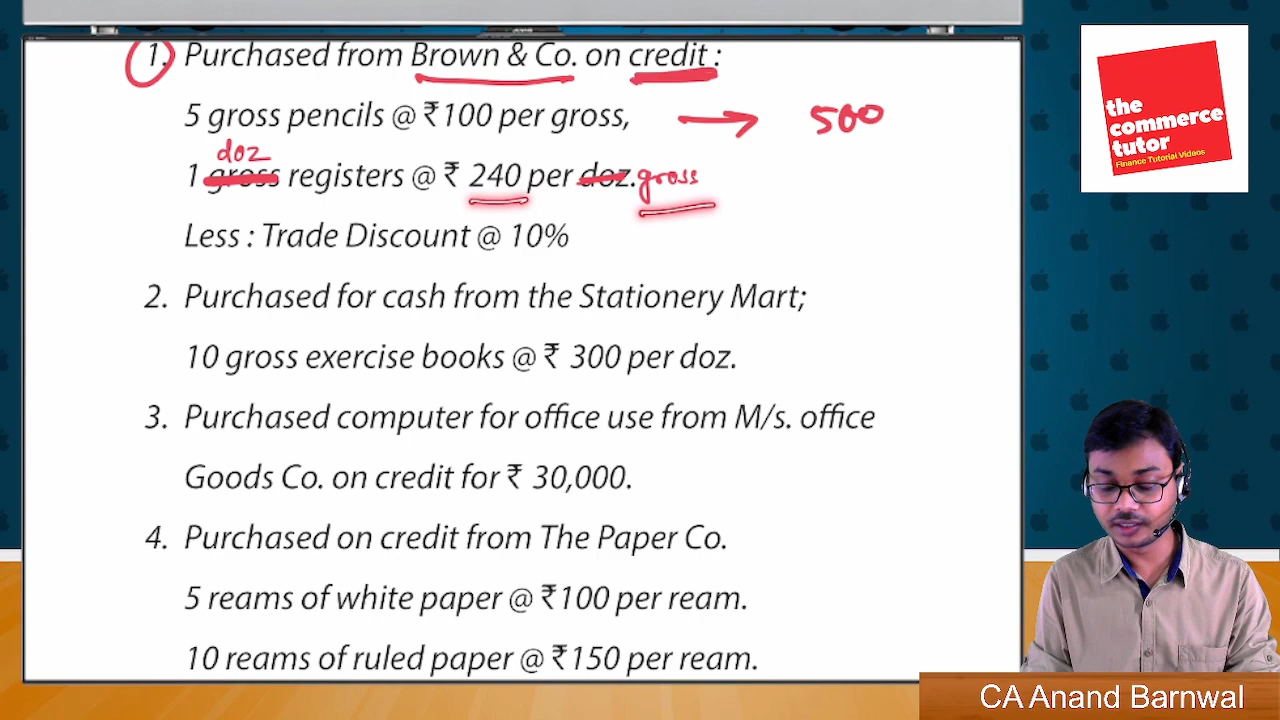 1. Purchased from Brown & Co. on credit :
5 gross pencils @ ₹100 per gross, → 500
doz
1 gross registers @ ₹ 240 per doz. gross
Less : Trade Discount @ 10%
2. Purchased for cash from the Stationery Mart;
10 gross exercise books @ ₹ 300 per doz.
3. Purchased computer for office use from M/s. office
Goods Co. on credit for ₹ 30,000.
4. Purchased on credit from The Paper Co.
5 reams of white paper @ ₹100 per ream.
10 reams of ruled paper @ ₹150 per ream.
the
commerce
tutor
Finance Tutorial Videos
CA Anand Barnwal